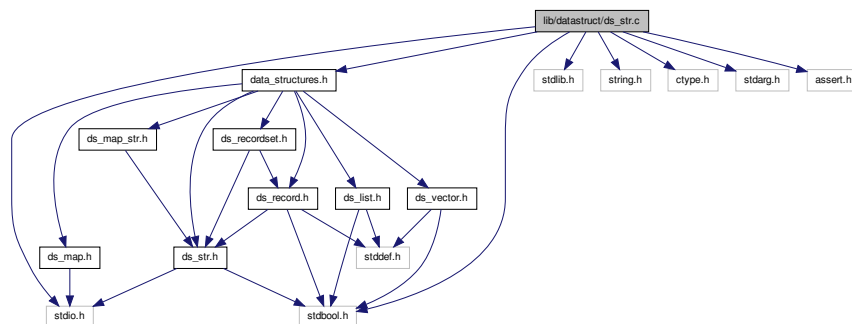 lib/datastruct/ds_str.c
data_structures.h
stdlib.h
string.h
ctype.h
stdarg.h
assert.h
ds_map_str.h
ds_recordset.h
ds_record.h
ds_list.h
ds_vector.h
ds_map.h
ds_str.h
stddef.h
stdio.h
stdbool.h